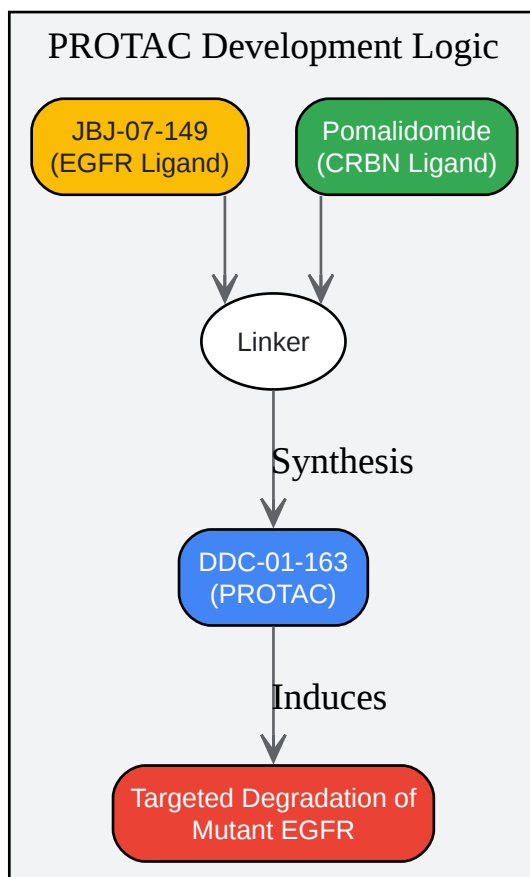 PROTAC Development Logic
JBJ-07-149
(EGFR Ligand)
Pomalidomide
(CRBN Ligand)
Linker
Synthesis
DDC-01-163
(PROTAC)
Induces
Targeted Degradation of
Mutant EGFR